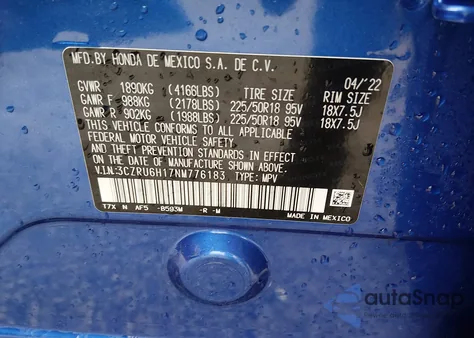 MFD.BY HONDA DE MEXICO S.A. DE C.V.
04/'22
GVWR 1890KG (4166LBS) TIRE SIZE RIM SIZE
GAWR F 988KG (2178LBS) 225/50R18 95V 18X7.5J
GAWR R 902KG (1988LBS) 225/50R18 95V 18X7.5J
THIS VEHICLE CONFORMS TO ALL APPLICABLE
FEDERAL MOTOR VEHICLE SAFETY AND
THEFT PREVENTION STANDARDS IN EFFECT ON
THE DATE OF MANUFACTURE SHOWN ABOVE.
V.I.N:3CZRU6H17NM776183 TYPE: MPV
T7X N AF5 -B593M -R -M
MADE IN MEXICO
autoSnap